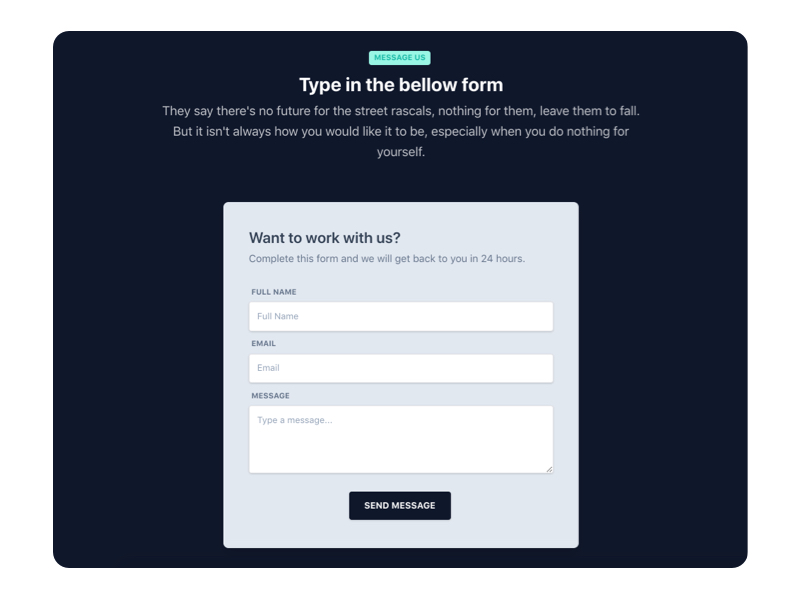 MESSAGE US
Type in the bellow form
They say there's no future for the street rascals, nothing for them, leave them to fall.
But it isn't always how you would like it to be, especially when you do nothing for
yourself.
Want to work with us?
Complete this form and we will get back to you in 24 hours.
FULL NAME
Full Name
EMAIL
Email
MESSAGE
Type a message...
SEND MESSAGE